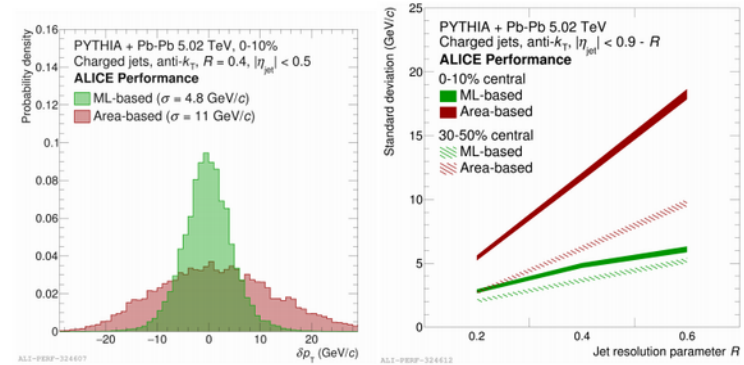 Probability density
0.16
0.14
0.12
0.1
0.08
0.06
0.04
0.02
0
PYTHIA + Pb-Pb 5.02 TeV, 0-10%
Charged jets, anti-kT, R = 0.4, |ηjet| < 0.5
ALICE Performance
ML-based (σ = 4.8 GeV/c)
Area-based (σ = 11 GeV/c)
−20 −10 0 10 20
δpT (GeV/c)
ALI-PERF-324607
Standard deviation (GeV/c)
25
20
15
10
5
0
PYTHIA + Pb-Pb 5.02 TeV
Charged jets, anti-kT, |ηjet| < 0.9 - R
ALICE Performance
0-10% central
ML-based
Area-based
30-50% central
ML-based
Area-based
0.2 0.4 0.6
Jet resolution parameter R
ALI-PERF-324612